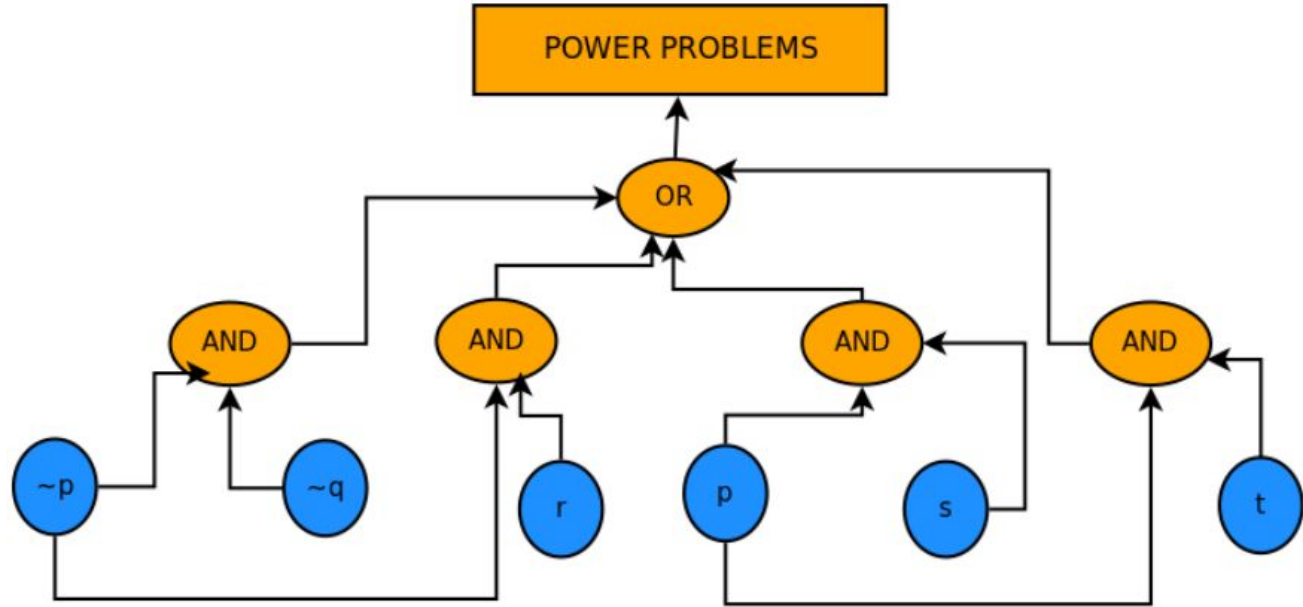 POWER PROBLEMS
OR
AND
AND
AND
AND
~p
~q
r
p
s
t